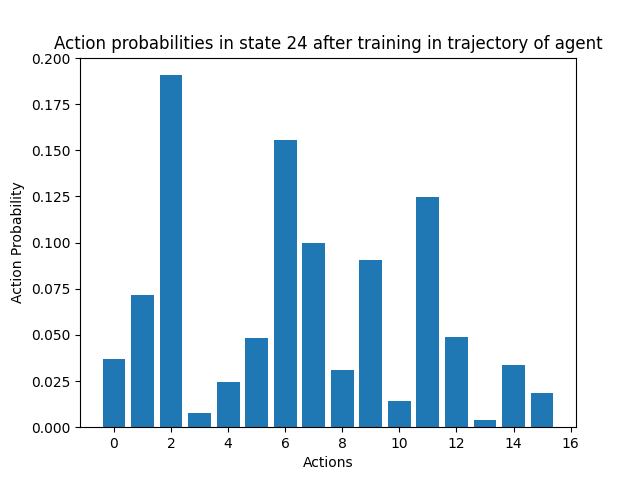 Action probabilities in state 24 after training in trajectory of agent
0.200
0.175
0.150
0.125
0.100
0.075
0.050
0.025
0.000
Action Probability
0 2 4 6 8 10 12 14 16
Actions